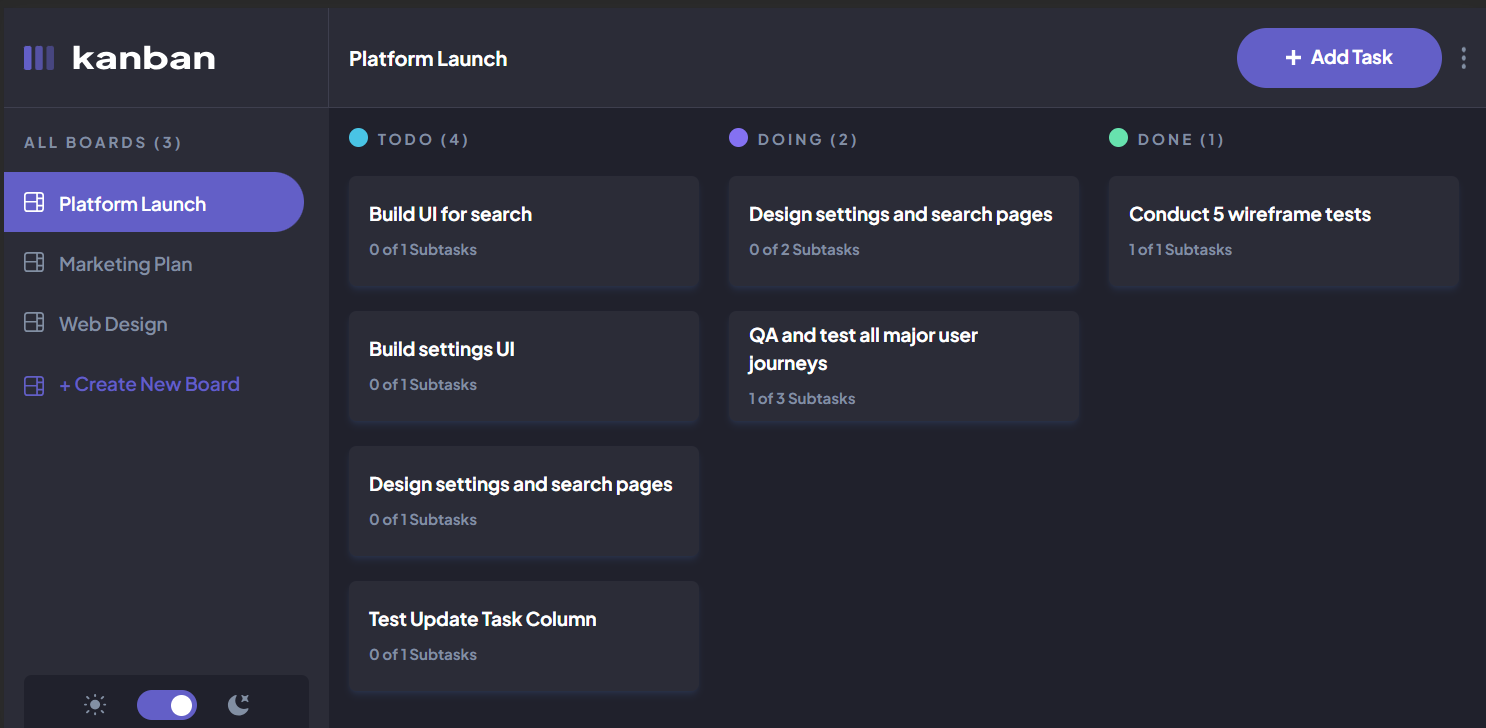 kanban
Platform Launch
+ Add Task
ALL BOARDS (3)
Platform Launch
Marketing Plan
Web Design
+ Create New Board
TODO (4)
Build UI for search
0 of 1 Subtasks
Build settings UI
0 of 1 Subtasks
Design settings and search pages
0 of 1 Subtasks
Test Update Task Column
0 of 1 Subtasks
DOING (2)
Design settings and search pages
0 of 2 Subtasks
QA and test all major user
journeys
1 of 3 Subtasks
DONE (1)
Conduct 5 wireframe tests
1 of 1 Subtasks